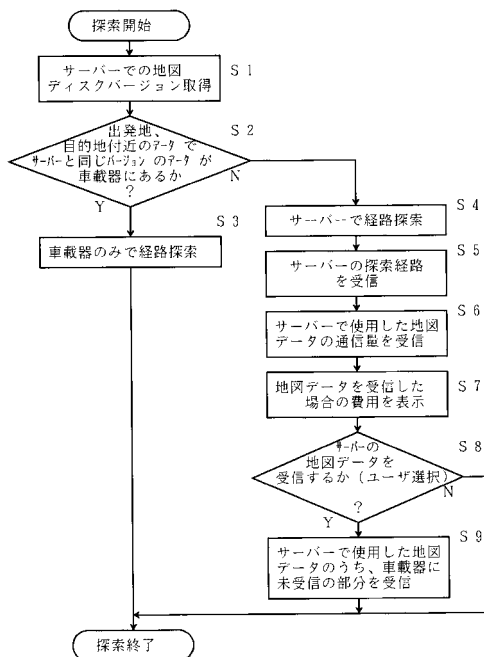 探索開始
サーバーでの地図
ディスクバージョン取得
S1
出発地、
目的地付近のデータで
サーバーと同じバージョンのデータが
車載器にあるか
?
S2
Y
N
S3
車載器のみで経路探索
S4
サーバーで経路探索
S5
サーバーの探索経路
を受信
S6
サーバーで使用した地図
データの通信量を受信
S7
地図データを受信した
場合の費用を表示
S8
サーバーの
地図データを
受信するか(ユーザ選択)
?
N
Y
S9
サーバーで使用した地図
データのうち、車載器に
未受信の部分を受信
探索終了